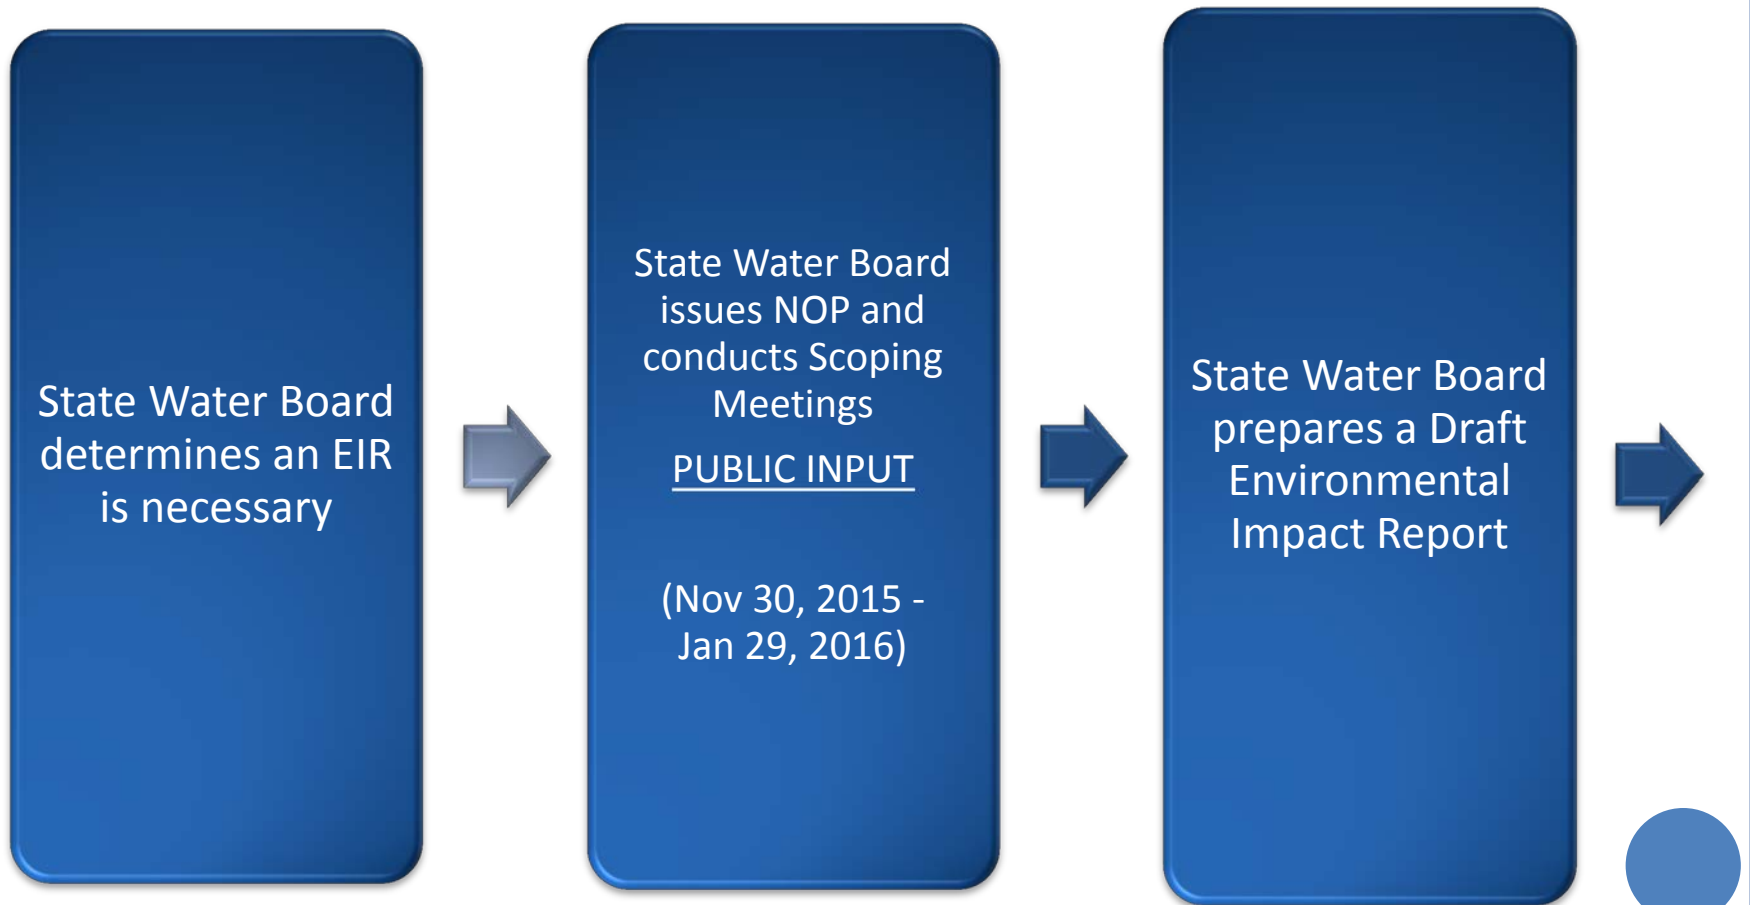 State Water Board
determines an EIR
is necessary
State Water Board
issues NOP and
conducts Scoping
Meetings
PUBLIC INPUT
(Nov 30, 2015 -
Jan 29, 2016)
State Water Board
prepares a Draft
Environmental
Impact Report